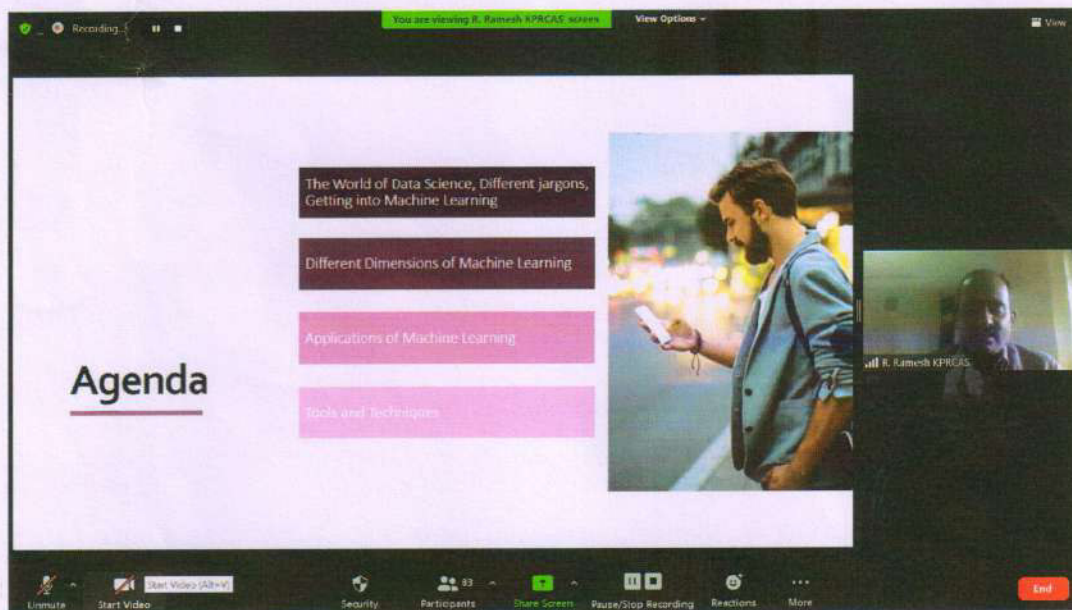 Recording...
You are viewing R. Ramesh KPRCAS' screen
View Options
View
The World of Data Science, Different jargons,
Getting into Machine Learning
Different Dimensions of Machine Learning
Applications of Machine Learning
Tools and Techniques
Agenda
R. Ramesh KPRCAS
Unmute
Start Video
Start Video (Alt+V)
Security
Participants
93
Share Screen
Pause/Stop Recording
Reactions
More
End